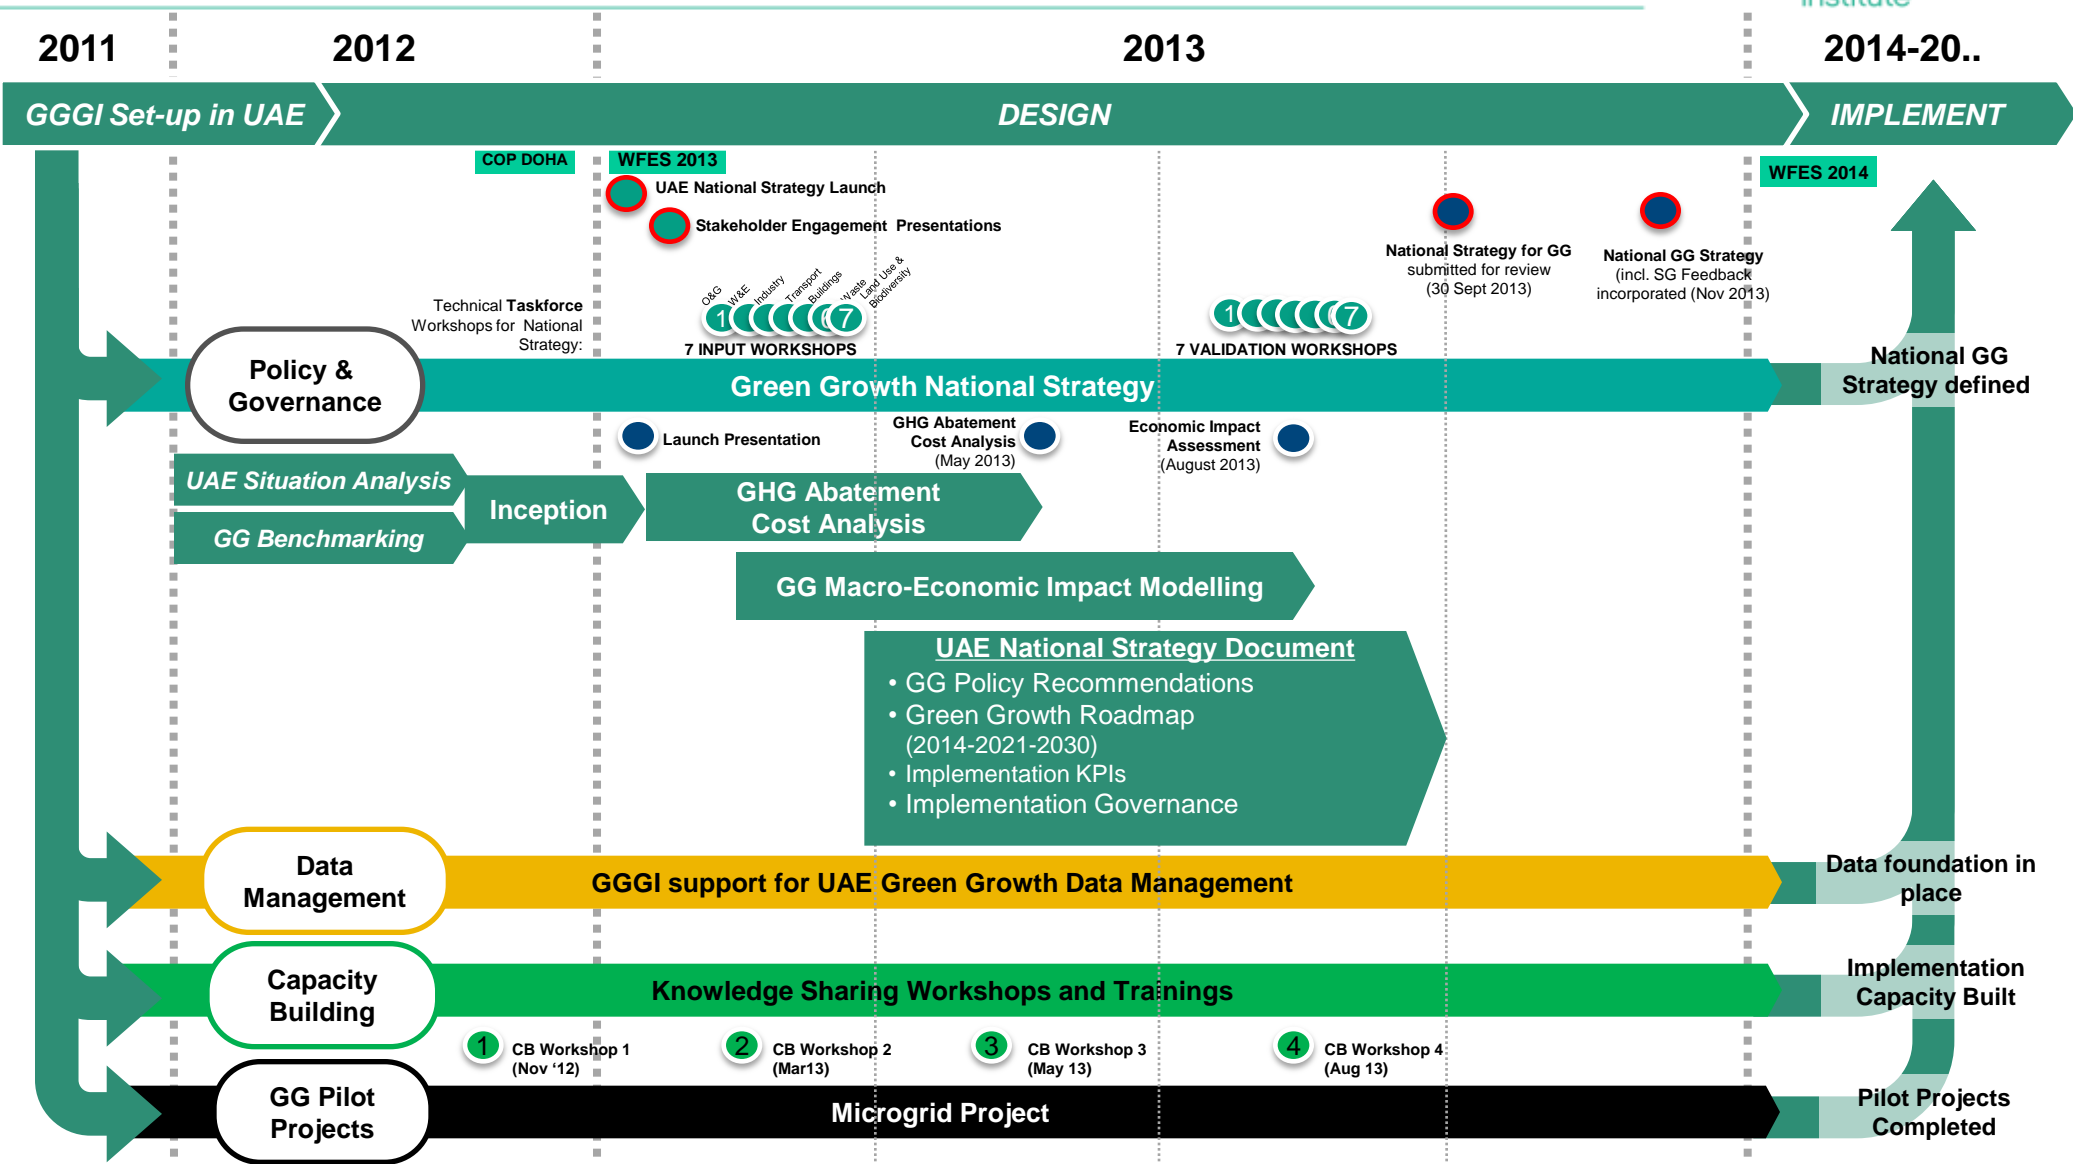 Institute
2011
2012
2013
2014-20..
GGGI Set-up in UAE
DESIGN
IMPLEMENT
COP DOHA
WFES 2013
WFES 2014
UAE National Strategy Launch
Stakeholder Engagement Presentations
National Strategy for GG
submitted for review
(30 Sept 2013)
National GG Strategy
(incl. SG Feedback
incorporated (Nov 2013)
Technical Taskforce
Workshops for National
Strategy:
O&G
W&E
Industry
Transport
Buildings
Waste
Land Use &
Biodiversity
1
6
7
7 INPUT WORKSHOPS
1
7
7 VALIDATION WORKSHOPS
Policy &
Governance
Green Growth National Strategy
National GG
Strategy defined
Launch Presentation
GHG Abatement
Cost Analysis
(May 2013)
Economic Impact
Assessment
(August 2013)
UAE Situation Analysis
GG Benchmarking
Inception
GHG Abatement
Cost Analysis
GG Macro-Economic Impact Modelling
UAE National Strategy Document
• GG Policy Recommendations
• Green Growth Roadmap
(2014-2021-2030)
• Implementation KPIs
• Implementation Governance
Data
Management
GGGI support for UAE Green Growth Data Management
Data foundation in
place
Capacity
Building
Knowledge Sharing Workshops and Trainings
Implementation
Capacity Built
1
CB Workshop 1
(Nov ‘12)
2
CB Workshop 2
(Mar13)
3
CB Workshop 3
(May 13)
4
CB Workshop 4
(Aug 13)
GG Pilot
Projects
Microgrid Project
Pilot Projects
Completed